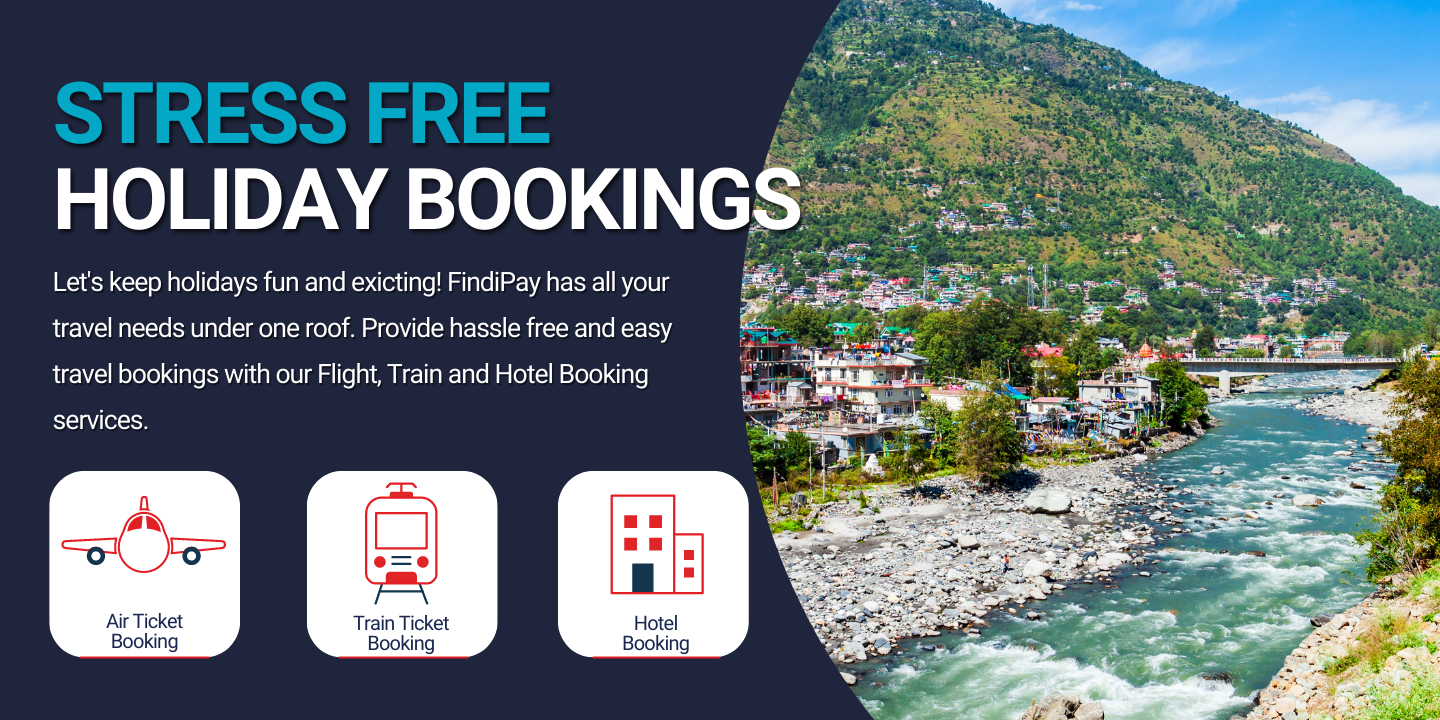 STRESS FREE
HOLIDAY BOOKINGS
Let's keep holidays fun and exicting! FindiPay has all your
travel needs under one roof. Provide hassle free and easy
travel bookings with our Flight, Train and Hotel Booking
services.
Air Ticket
Booking
Train Ticket
Booking
Hotel
Booking